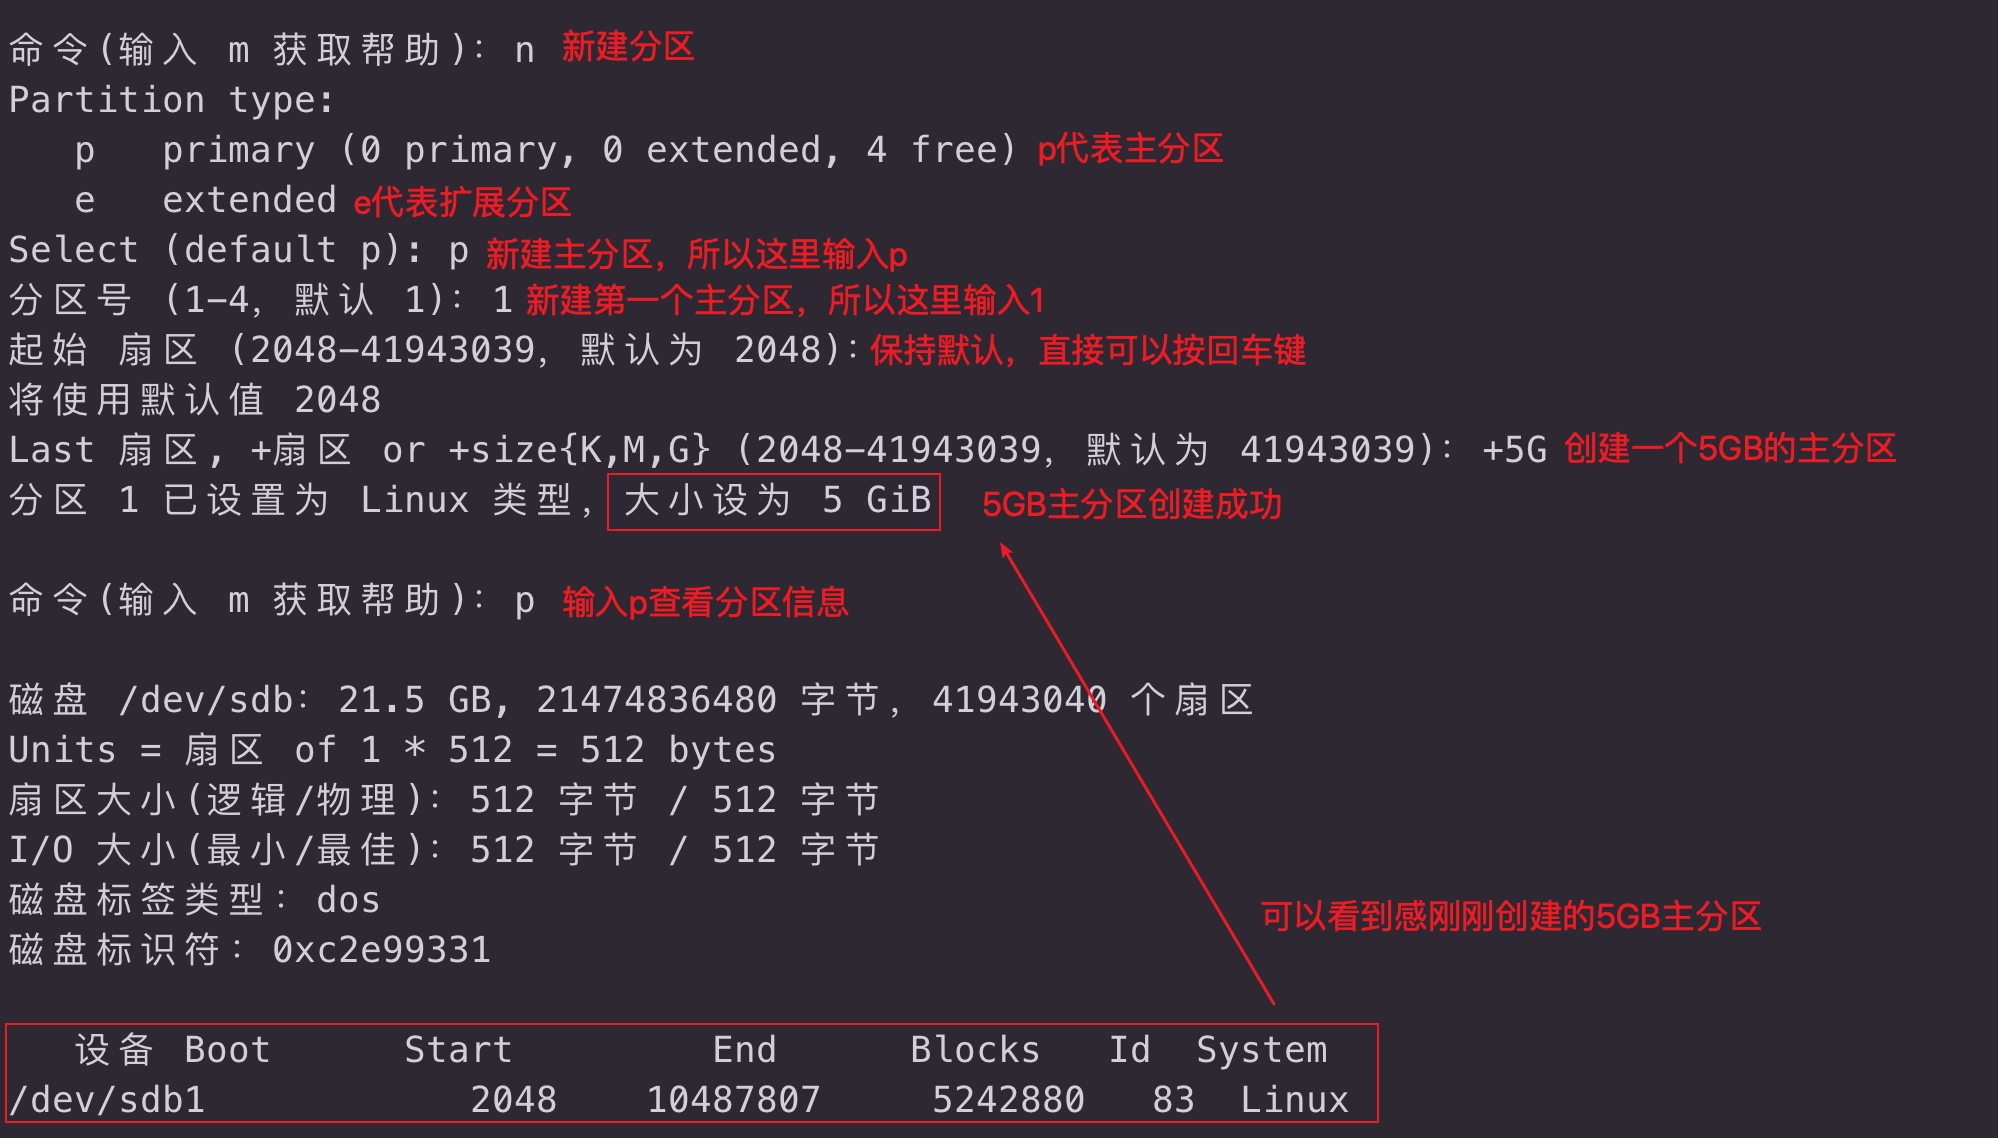 命令(输入 m 获取帮助)：n 新建分区
Partition type:
   p   primary (0 primary, 0 extended, 4 free) p代表主分区
   e   extended e代表扩展分区
Select (default p): p 新建主分区，所以这里输入p
分区号 (1-4，默认 1)：1 新建第一个主分区，所以这里输入1
起始 扇区 (2048-41943039，默认为 2048)：保持默认，直接可以按回车键
将使用默认值 2048
Last 扇区, +扇区 or +size{K,M,G} (2048-41943039，默认为 41943039)：+5G 创建一个5GB的主分区
分区 1 已设置为 Linux 类型，大小设为 5 GiB 5GB主分区创建成功
命令(输入 m 获取帮助)：p 输入p查看分区信息
磁盘 /dev/sdb：21.5 GB, 21474836480 字节，41943040 个扇区
Units = 扇区 of 1 * 512 = 512 bytes
扇区大小(逻辑/物理)：512 字节 / 512 字节
I/O 大小(最小/最佳)：512 字节 / 512 字节
磁盘标签类型：dos
可以看到感刚刚创建的5GB主分区
磁盘标识符：0xc2e99331
   设备 Boot      Start         End      Blocks   Id  System
/dev/sdb1            2048    10487807     5242880   83  Linux